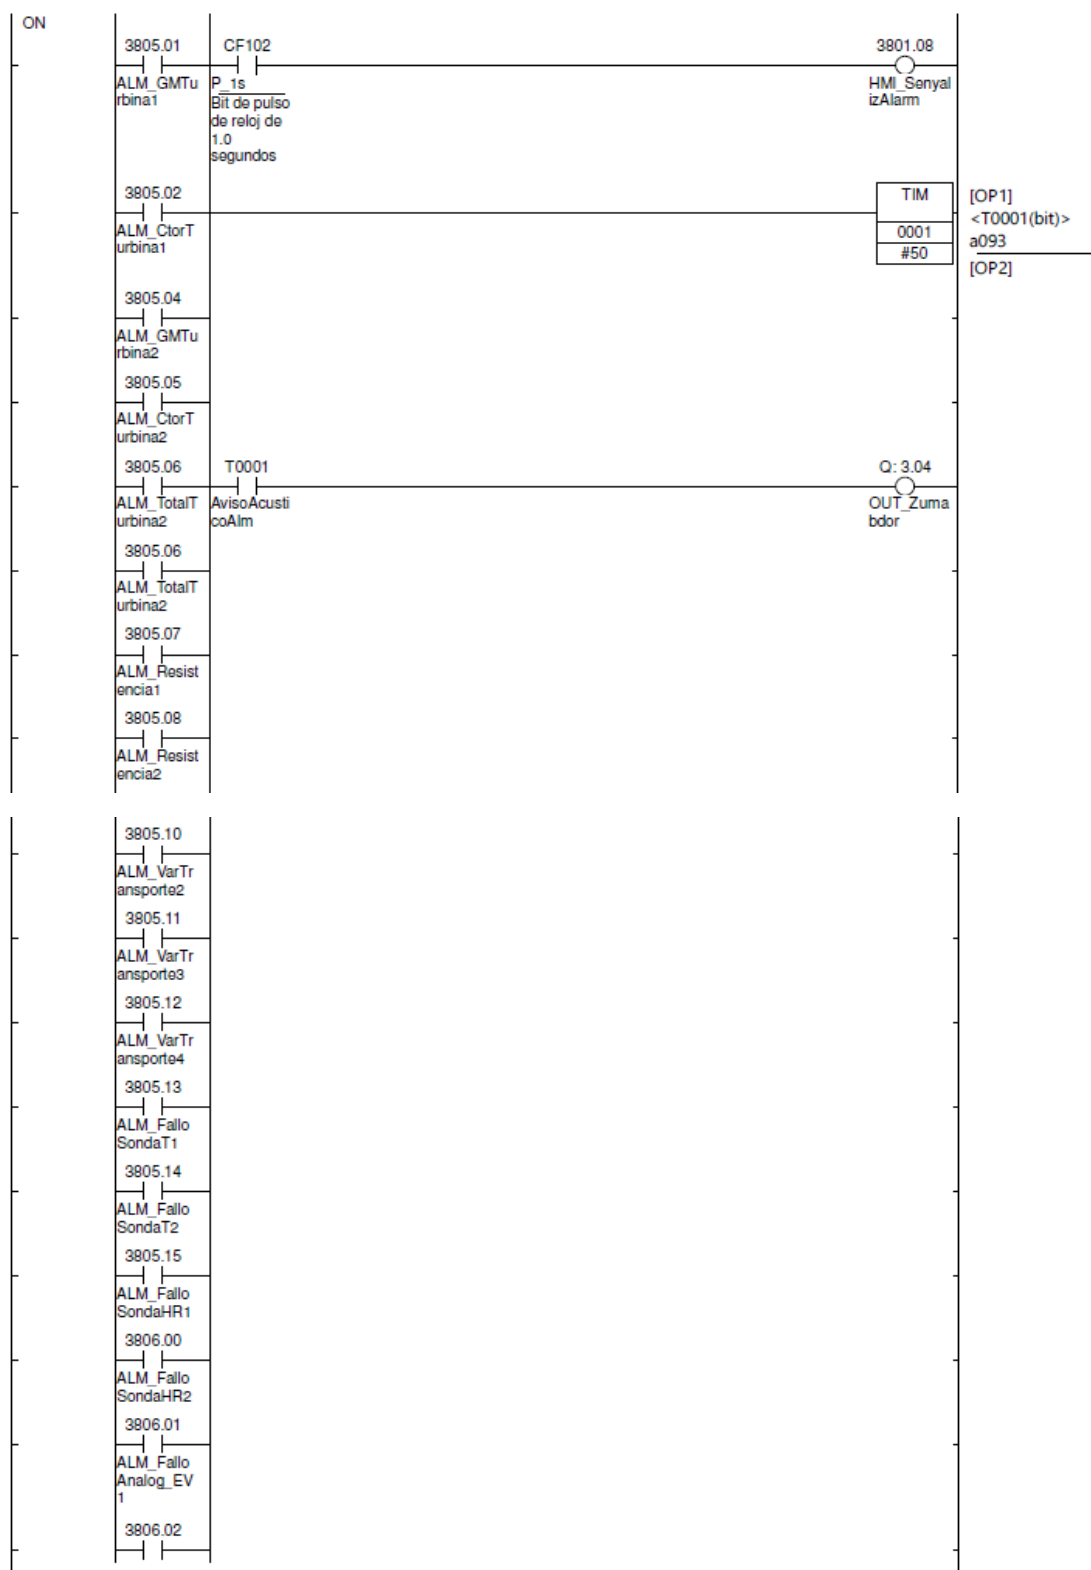 ON
3805.01 CF102 3801.08
ALM_GMTu P_1s HMI_Senyal
rbina1 Bit de pulso izAlarm
de reloj de
1.0
segundos
3805.02 TIM [OP1]
<T0001(bit)>
ALM_CtorT 0001 a093
urbina1 #50
[OP2]
3805.04
ALM_GMTu
rbina2
3805.05
ALM_CtorT
urbina2
3805.06 T0001 Q: 3.04
ALM_TotalT AvisoAcusti OUT_Zuma
urbina2 coAlm bdor
3805.06
ALM_TotalT
urbina2
3805.07
ALM_Resist
encia1
3805.08
ALM_Resist
encia2
3805.10
ALM_VarTr
ansporte2
3805.11
ALM_VarTr
ansporte3
3805.12
ALM_VarTr
ansporte4
3805.13
ALM_Fallo
SondaT1
3805.14
ALM_Fallo
SondaT2
3805.15
ALM_Fallo
SondaHR1
3806.00
ALM_Fallo
SondaHR2
3806.01
ALM_Fallo
Analog_EV
1
3806.02